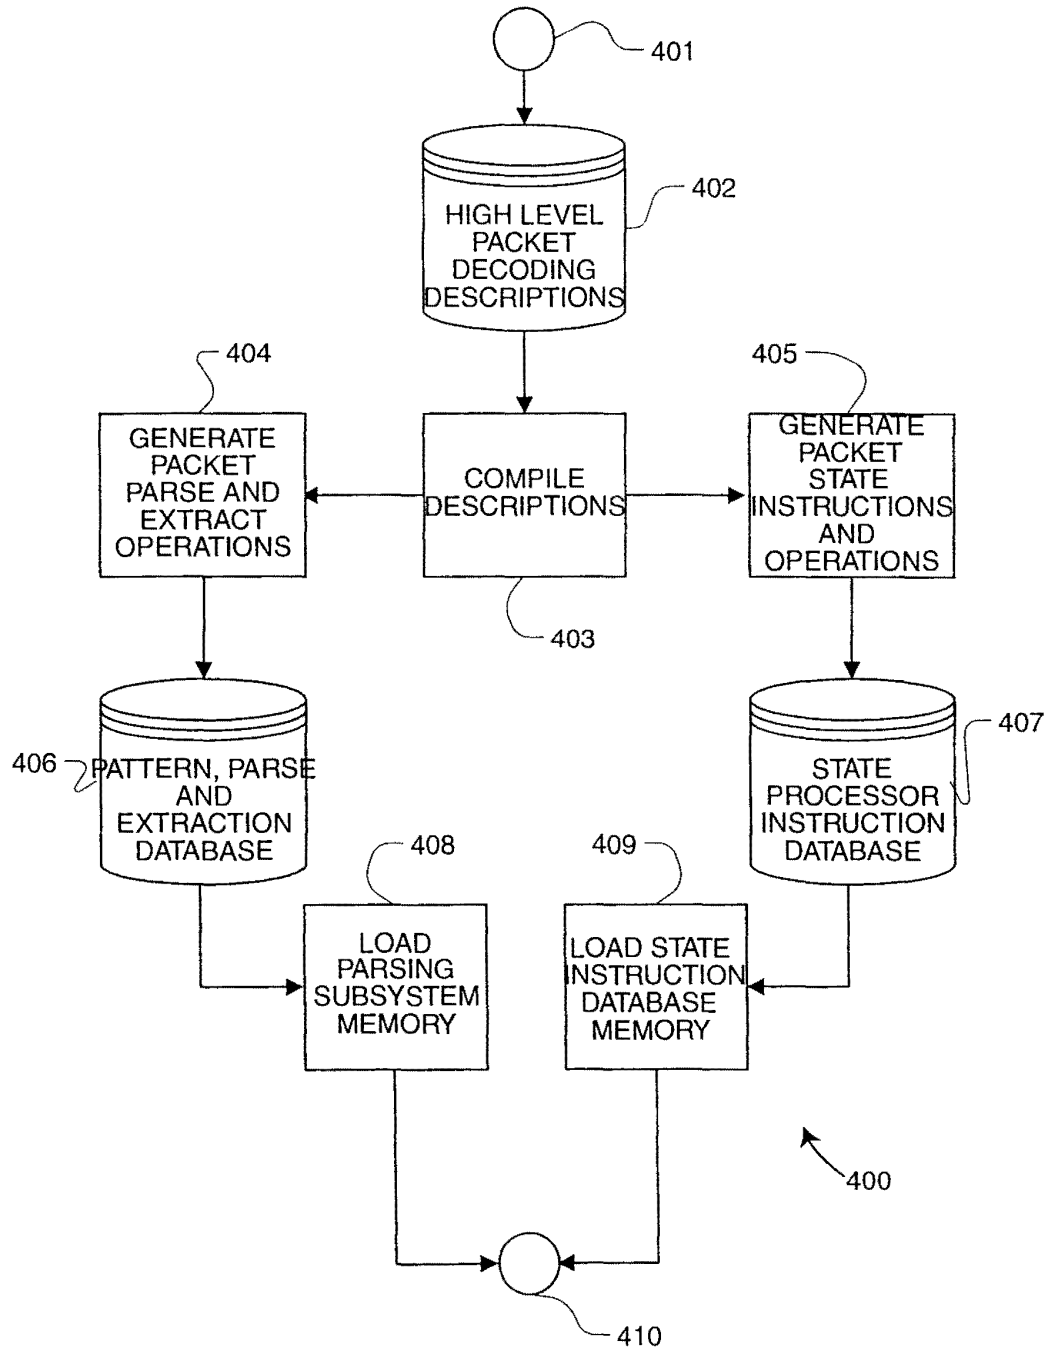 401
402
HIGH LEVEL
PACKET
DECODING
DESCRIPTIONS
404
405
GENERATE
PACKET
PARSE AND
EXTRACT
OPERATIONS
COMPILE
DESCRIPTIONS
GENERATE
PACKET
STATE
INSTRUCTIONS
AND
OPERATIONS
403
406
PATTERN, PARSE
AND
EXTRACTION
DATABASE
407
STATE
PROCESSOR
INSTRUCTION
DATABASE
408
409
LOAD
PARSING
SUBSYSTEM
MEMORY
LOAD STATE
INSTRUCTION
DATABASE
MEMORY
400
410